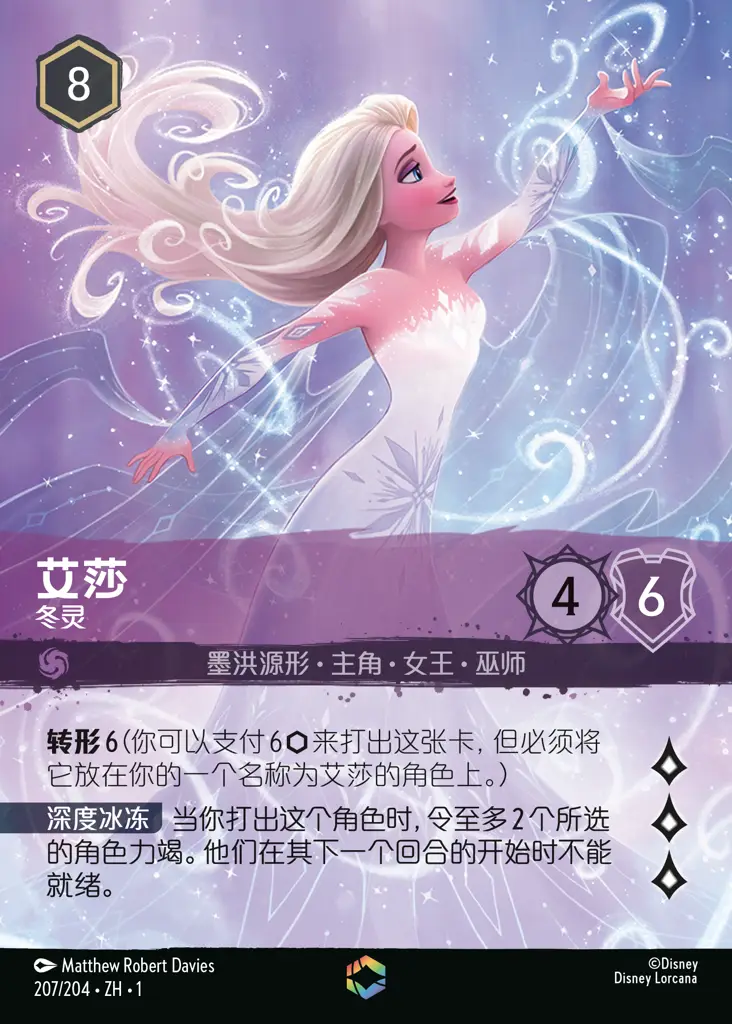 8
艾莎
冬灵
4
6
墨洪源形·主角·女王·巫师
转形 6(你可以支付6⬡来打出这张卡, 但必须将
它放在你的一个名称为艾莎的角色上。)
深度冰冻 当你打出这个角色时, 令至多2个所选
的角色力竭。他们在其下一个回合的开始时不能
就绪。
Matthew Robert Davies
207/204 • ZH • 1
©Disney
Disney Lorcana